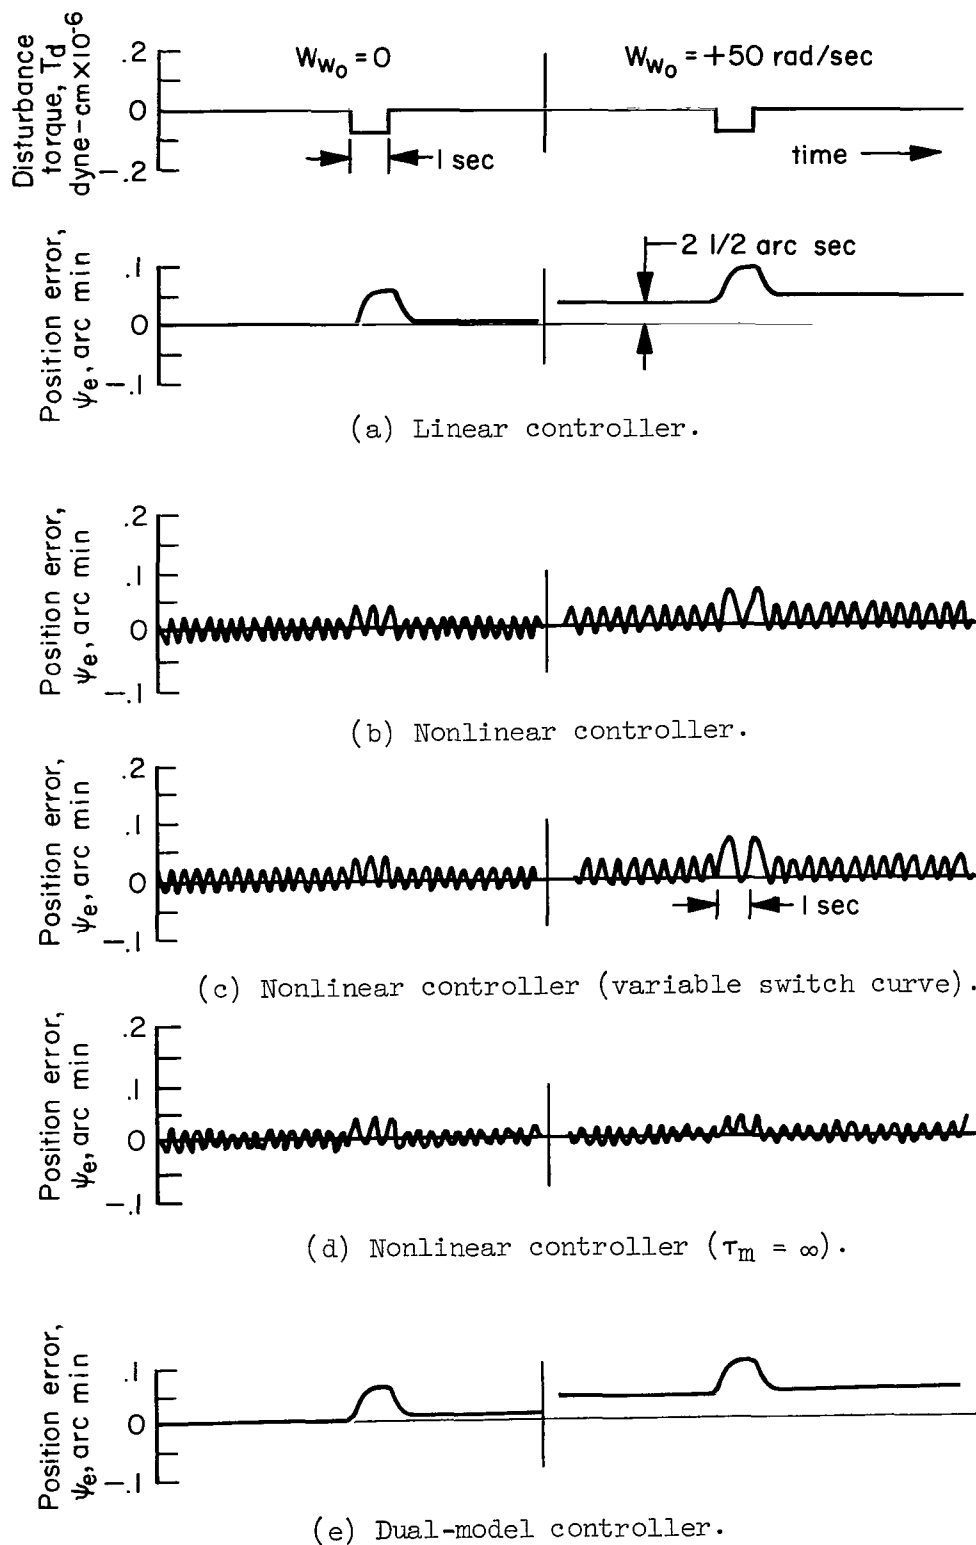 Disturbance
torque, Td
dyne-cm×10-6
.2
0
-.2
Ww0 = 0
Ww0 = +50 rad/sec
1 sec
time
Position error,
ψe, arc min
.1
0
-.1
2 1/2 arc sec
(a) Linear controller.
Position error,
ψe, arc min
.2
.1
0
-.1
(b) Nonlinear controller.
Position error,
ψe, arc min
.2
.1
0
-.1
1 sec
(c) Nonlinear controller (variable switch curve).
Position error,
ψe, arc min
.2
.1
0
-.1
(d) Nonlinear controller (τm = ∞).
Position error,
ψe, arc min
.1
0
-.1
(e) Dual-model controller.